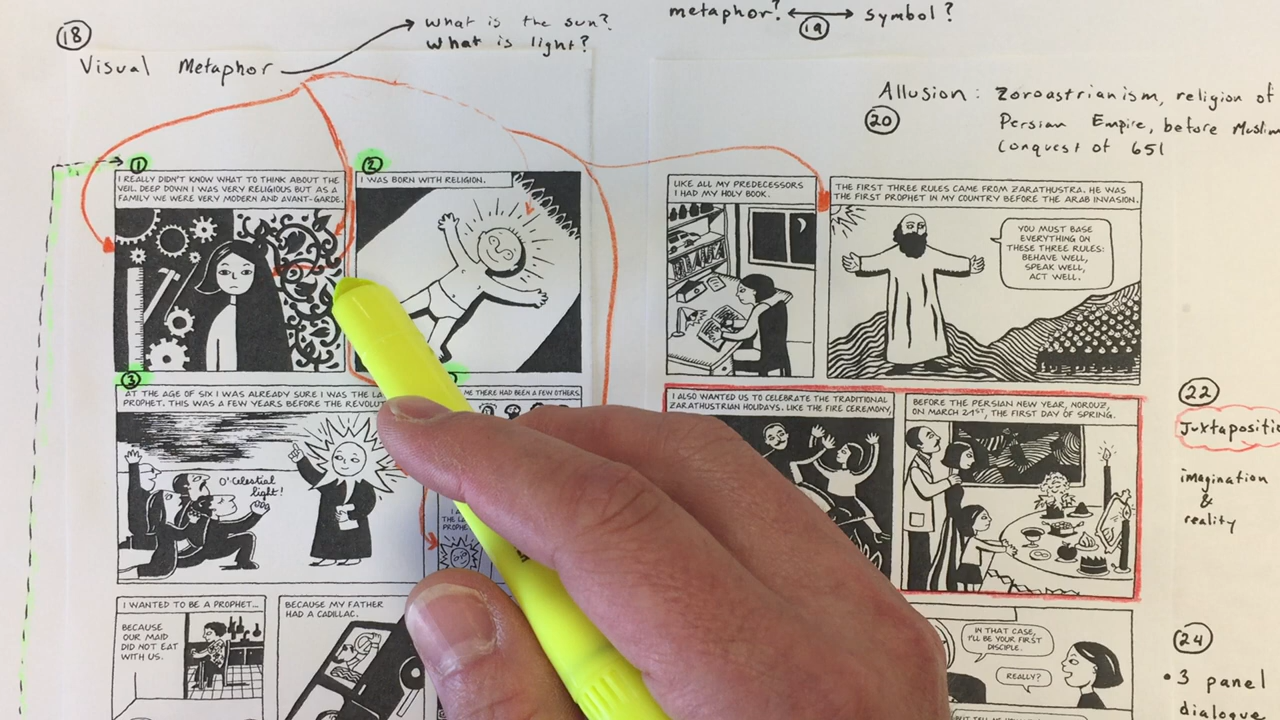 18
Visual Metaphor
what is the sun?
What is light?
metaphor?
symbol?
19
Allusion: Zoroastrianism, religion of
Persian Empire, before Muslim
Conquest of 651
20
1
I REALLY DIDN'T KNOW WHAT TO THINK ABOUT THE
VEIL. DEEP DOWN I WAS VERY RELIGIOUS BUT AS A
FAMILY WE WERE VERY MODERN AND AVANT-GARDE.
2
I WAS BORN WITH RELIGION.
LIKE ALL MY PREDECESSORS
I HAD MY HOLY BOOK.
THE FIRST THREE RULES CAME FROM ZARATHUSTRA. HE WAS
THE FIRST PROPHET IN MY COUNTRY BEFORE THE ARAB INVASION.
YOU MUST BASE
EVERYTHING ON
THESE THREE RULES:
BEHAVE WELL,
SPEAK WELL,
ACT WELL.
3
AT THE AGE OF SIX I WAS ALREADY SURE I WAS THE
PROPHET. THIS WAS A FEW YEARS BEFORE THE
O' Celestial
light!
ME THERE HAD BEEN A FEW OTHERS.
I
THE
I ALSO WANTED US TO CELEBRATE THE TRADITIONAL
ZARATHUSTRIAN HOLIDAYS. LIKE THE FIRE CEREMONY,
BEFORE THE PERSIAN NEW YEAR, NOROUZ,
ON MARCH 21ST, THE FIRST DAY OF SPRING.
22
imagination
&
reality
I WANTED TO BE A PROPHET...
BECAUSE
OUR MAID
DID NOT EAT
WITH US.
BECAUSE MY FATHER
HAD A CADILLAC.
IN THAT CASE,
I'LL BE YOUR FIRST
DISCIPLE.
REALLY?
24
• 3 panel
dialogue